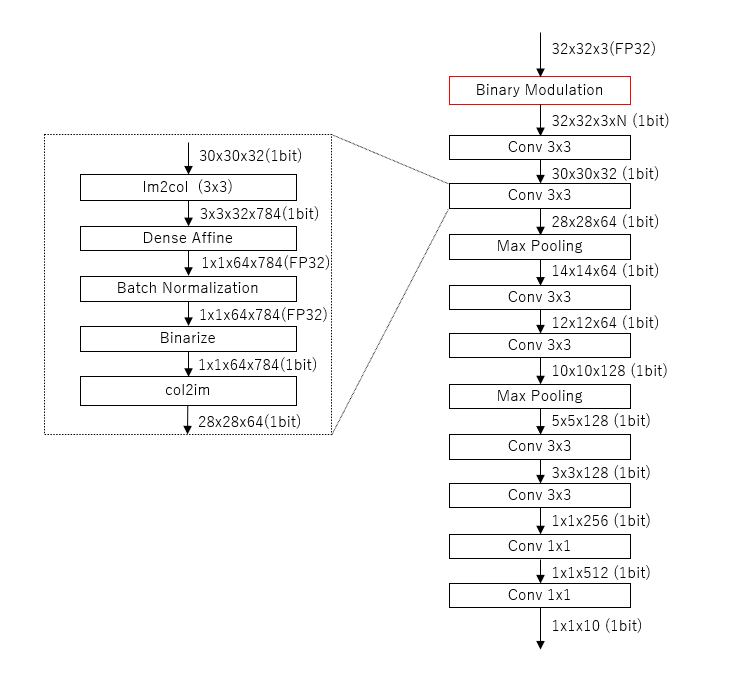 32x32x3(FP32)
Binary Modulation
32x32x3xN (1bit)
Conv 3x3
30x30x32 (1bit)
Conv 3x3
28x28x64 (1bit)
Max Pooling
14x14x64 (1bit)
Conv 3x3
12x12x64 (1bit)
Conv 3x3
10x10x128 (1bit)
Max Pooling
5x5x128 (1bit)
Conv 3x3
3x3x128 (1bit)
Conv 3x3
1x1x256 (1bit)
Conv 1x1
1x1x512 (1bit)
Conv 1x1
1x1x10 (1bit)
30x30x32(1bit)
Im2col (3x3)
3x3x32x784(1bit)
Dense Affine
1x1x64x784(FP32)
Batch Normalization
1x1x64x784(FP32)
Binarize
1x1x64x784(1bit)
col2im
28x28x64(1bit)